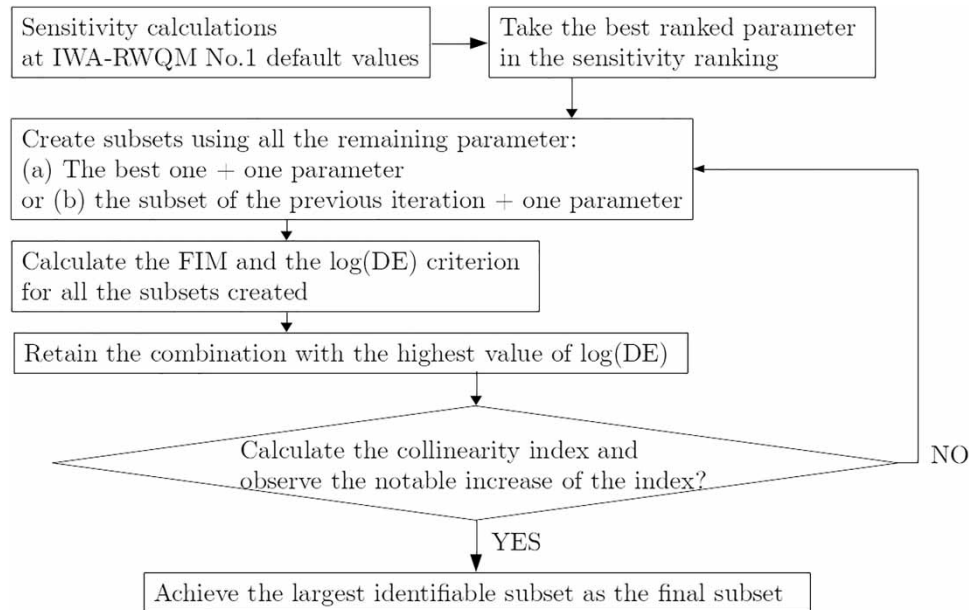 Sensitivity calculations
at IWA-RWQM No.1 default values
Take the best ranked parameter
in the sensitivity ranking
Create subsets using all the remaining parameter:
(a) The best one + one parameter
or (b) the subset of the previous iteration + one parameter
Calculate the FIM and the log(DE) criterion
for all the subsets created
Retain the combination with the highest value of log(DE)
Calculate the collinearity index and
observe the notable increase of the index?
NO
YES
Achieve the largest identifiable subset as the final subset